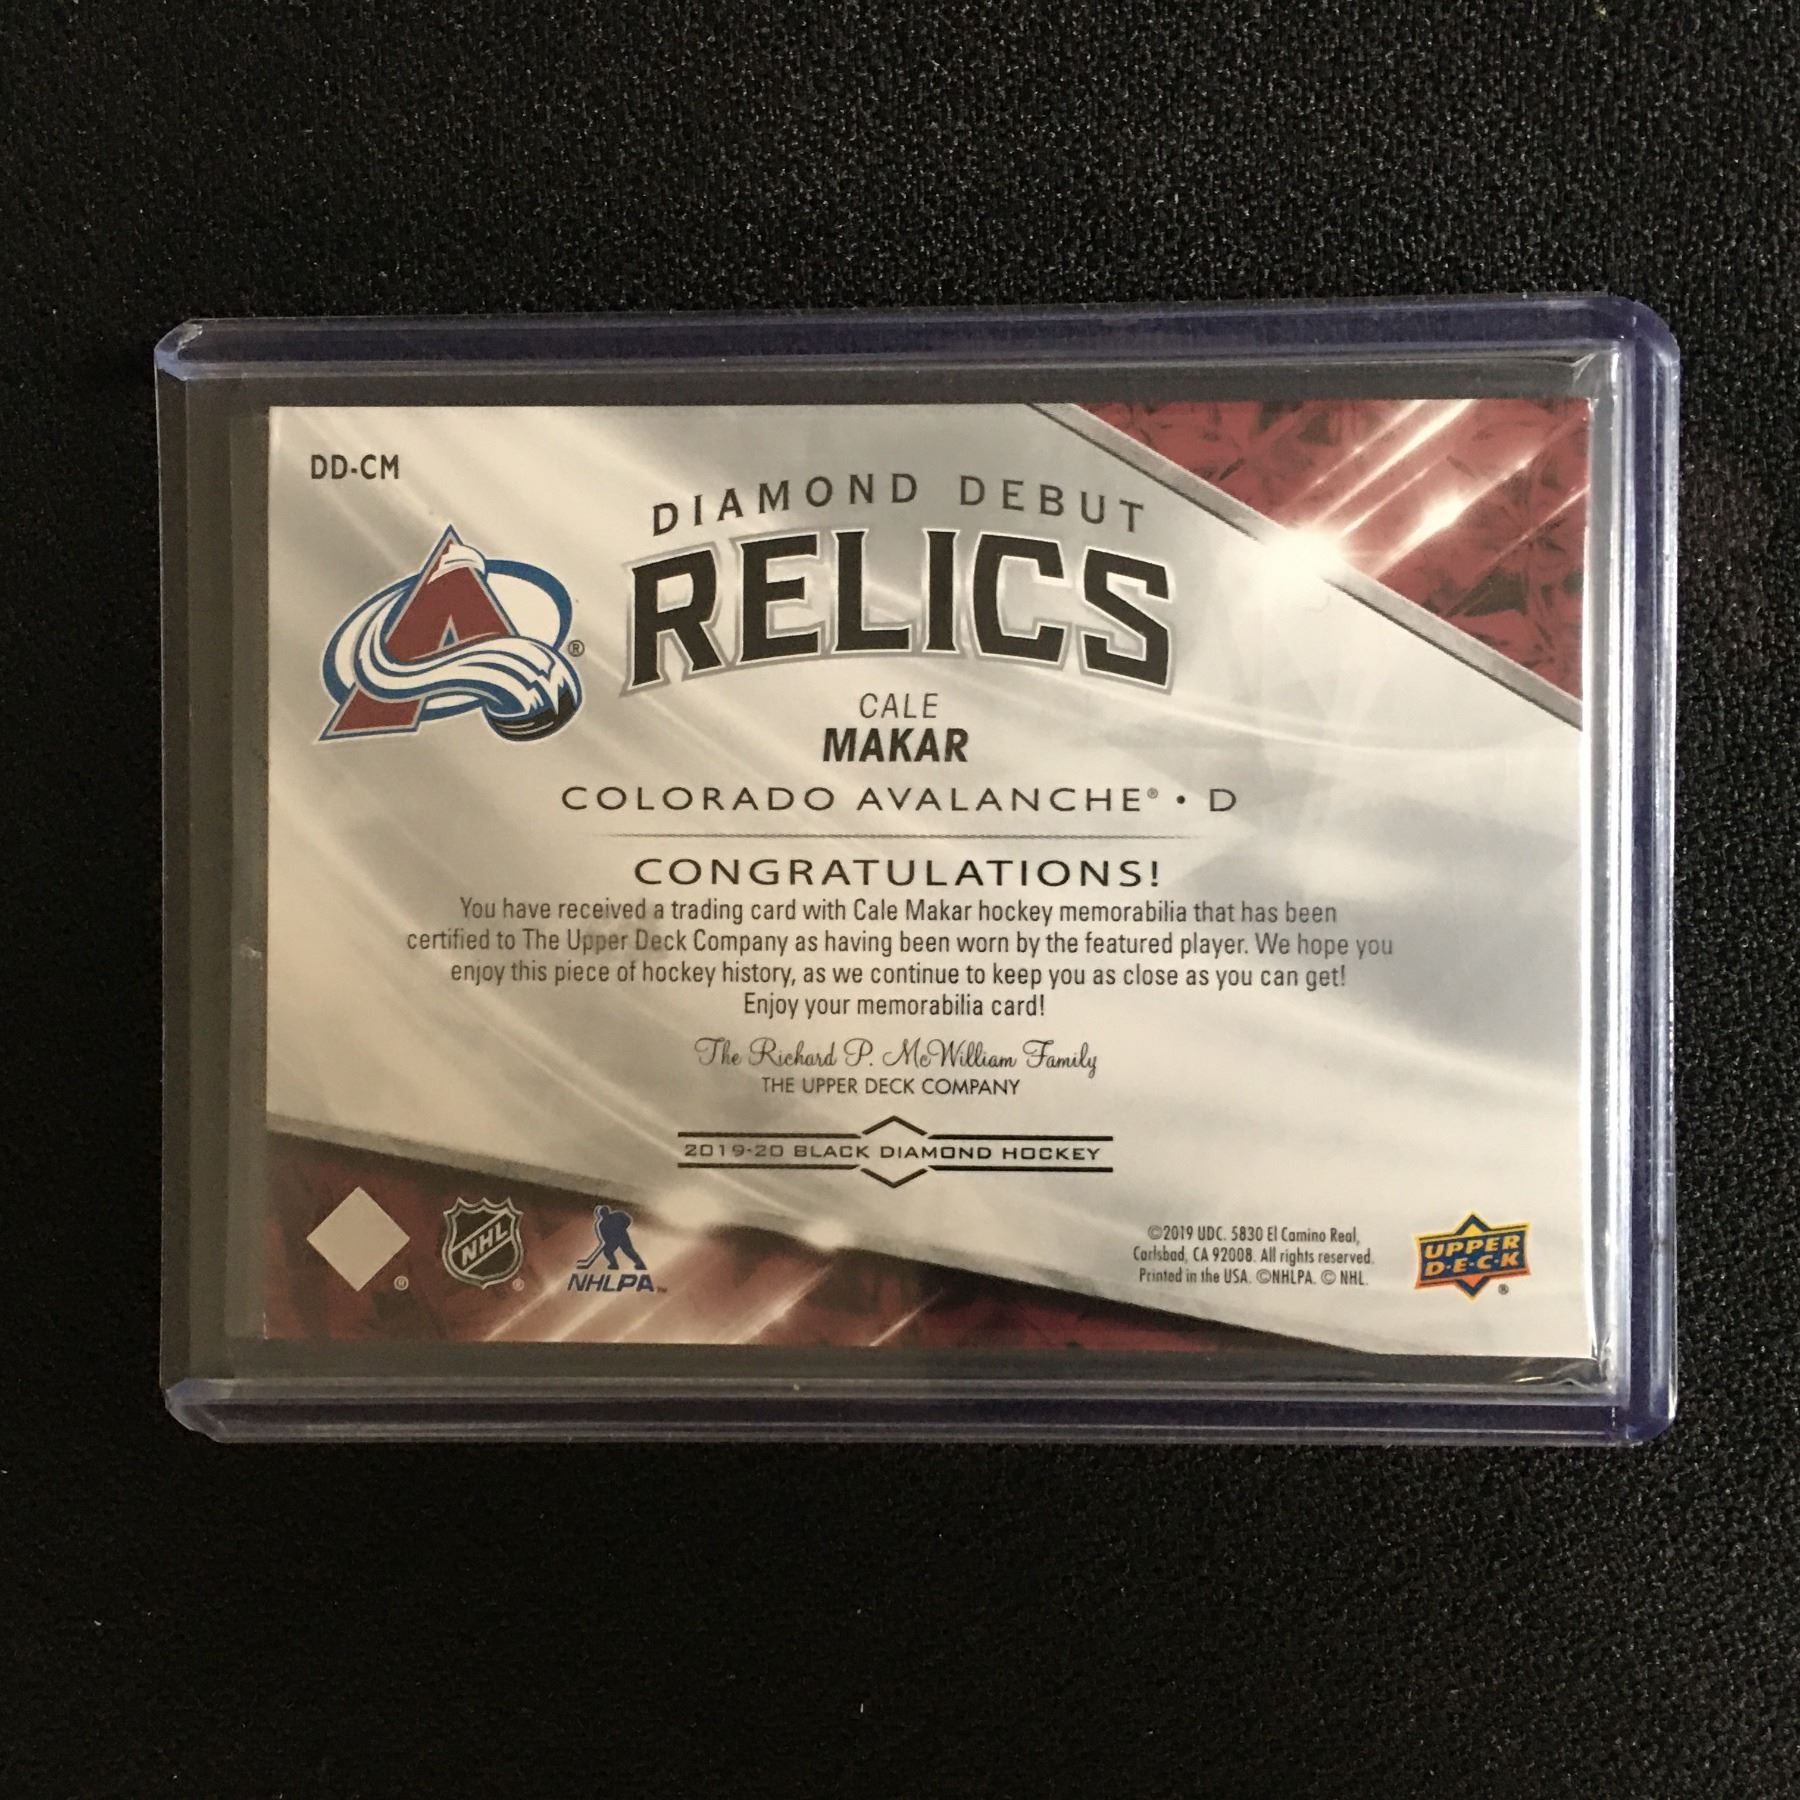 DD-CM
DIAMOND DEBUT
RELICS
A ®
CALE
MAKAR
COLORADO AVALANCHE® • D
CONGRATULATIONS!
You have received a trading card with Cale Makar hockey memorabilia that has been
certified to The Upper Deck Company as having been worn by the featured player. We hope you
enjoy this piece of hockey history, as we continue to keep you as close as you can get!
Enjoy your memorabilia card!
The Richard P. McWilliam Family
THE UPPER DECK COMPANY
2019-20 BLACK DIAMOND HOCKEY
®
NHL ®
NHLPA™
©2019 UDC. 5830 El Camino Real,
Carlsbad, CA 92008. All rights reserved.
Printed in the USA. ©NHLPA. © NHL.
UPPER
D·E·C·K ®